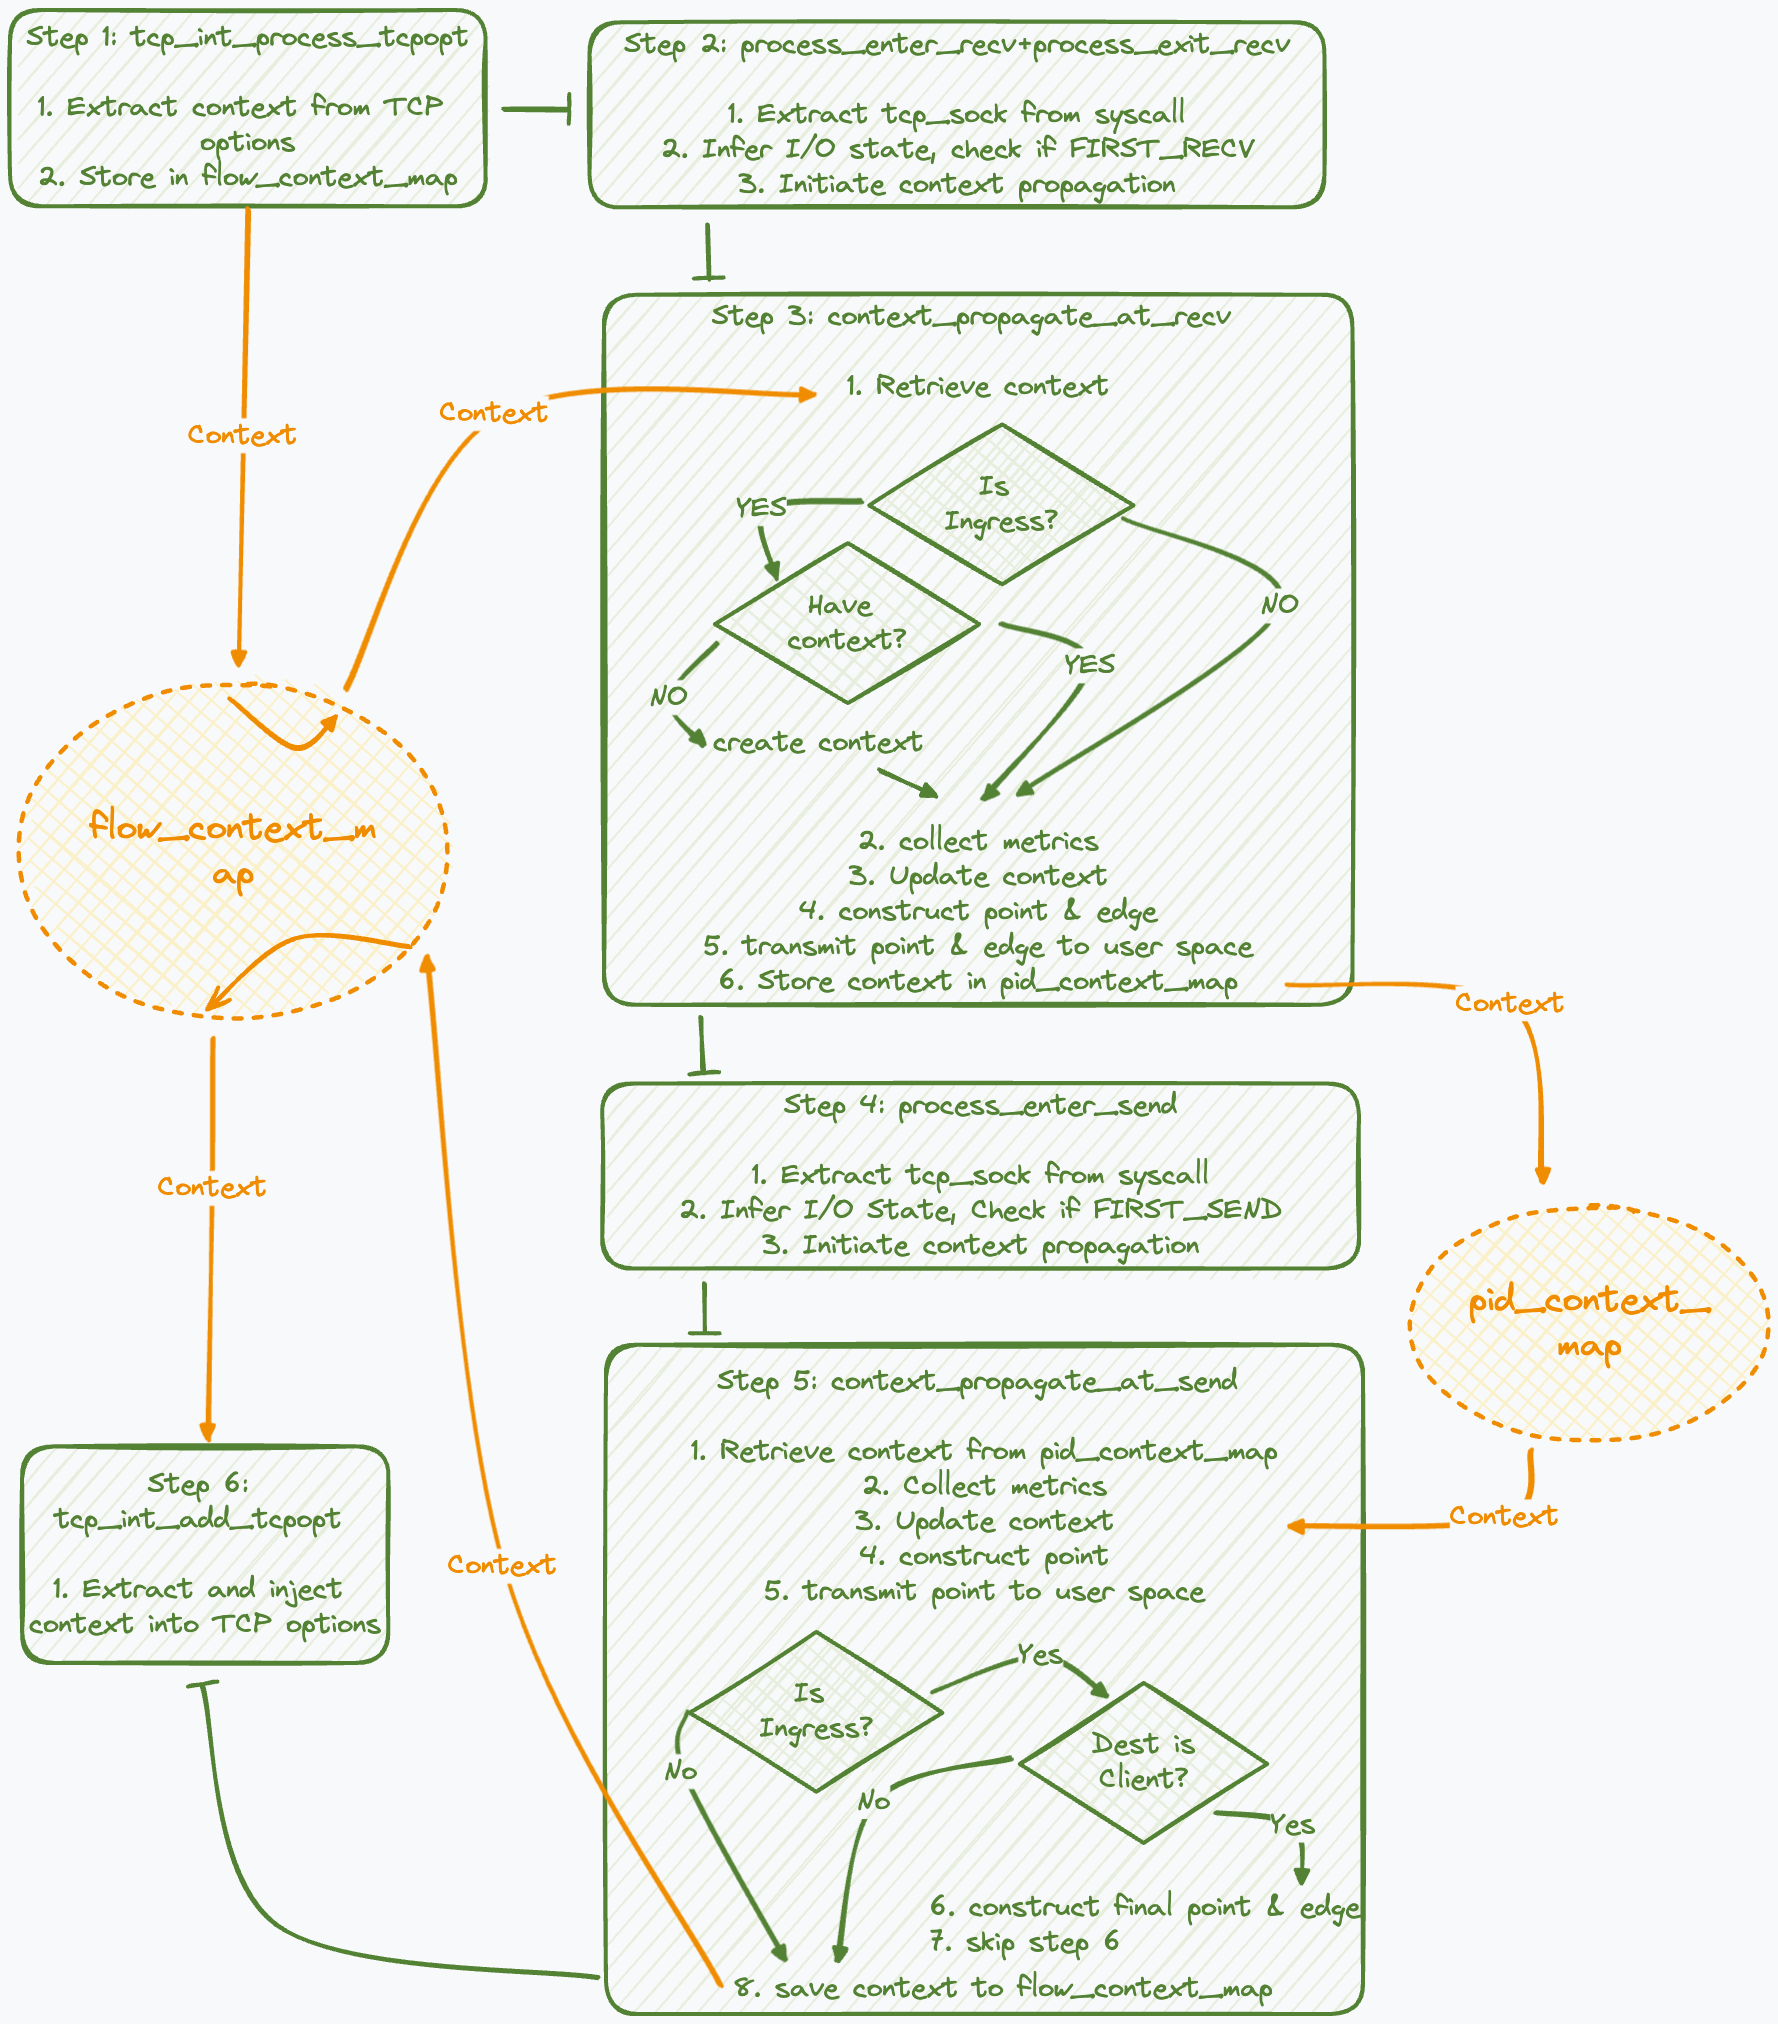 Step 1: tcp_int_process_tcpopt
1. Extract context from TCP
options
2. Store in flow_context_map
Step 2: process_enter_recv+process_exit_recv
1. Extract tcp_sock from syscall
2. Infer I/O state, check if FIRST_RECV
3. Initiate context propagation
Step 3: context_propagate_at_recv
1. Retrieve context
Context
Context
Is
Ingress?
YES
NO
Have
context?
YES
NO
create context
2. collect metrics
3. Update context
4. construct point & edge
5. transmit point & edge to user space
6. Store context in pid_context_map
flow_context_m
ap
Context
Step 4: process_enter_send
1. Extract tcp_sock from syscall
2. Infer I/O State, Check if FIRST_SEND
3. Initiate context propagation
Context
pid_context_
map
Context
Step 5: context_propagate_at_send
1. Retrieve context from pid_context_map
2. Collect metrics
3. Update context
4. construct point
5. transmit point to user space
Context
Is
Ingress?
Yes
No
Dest is
Client?
No
Yes
6. construct final point & edge
7. skip step 6
8. save context to flow_context_map
Step 6:
tcp_int_add_tcpopt
1. Extract and inject
context into TCP options